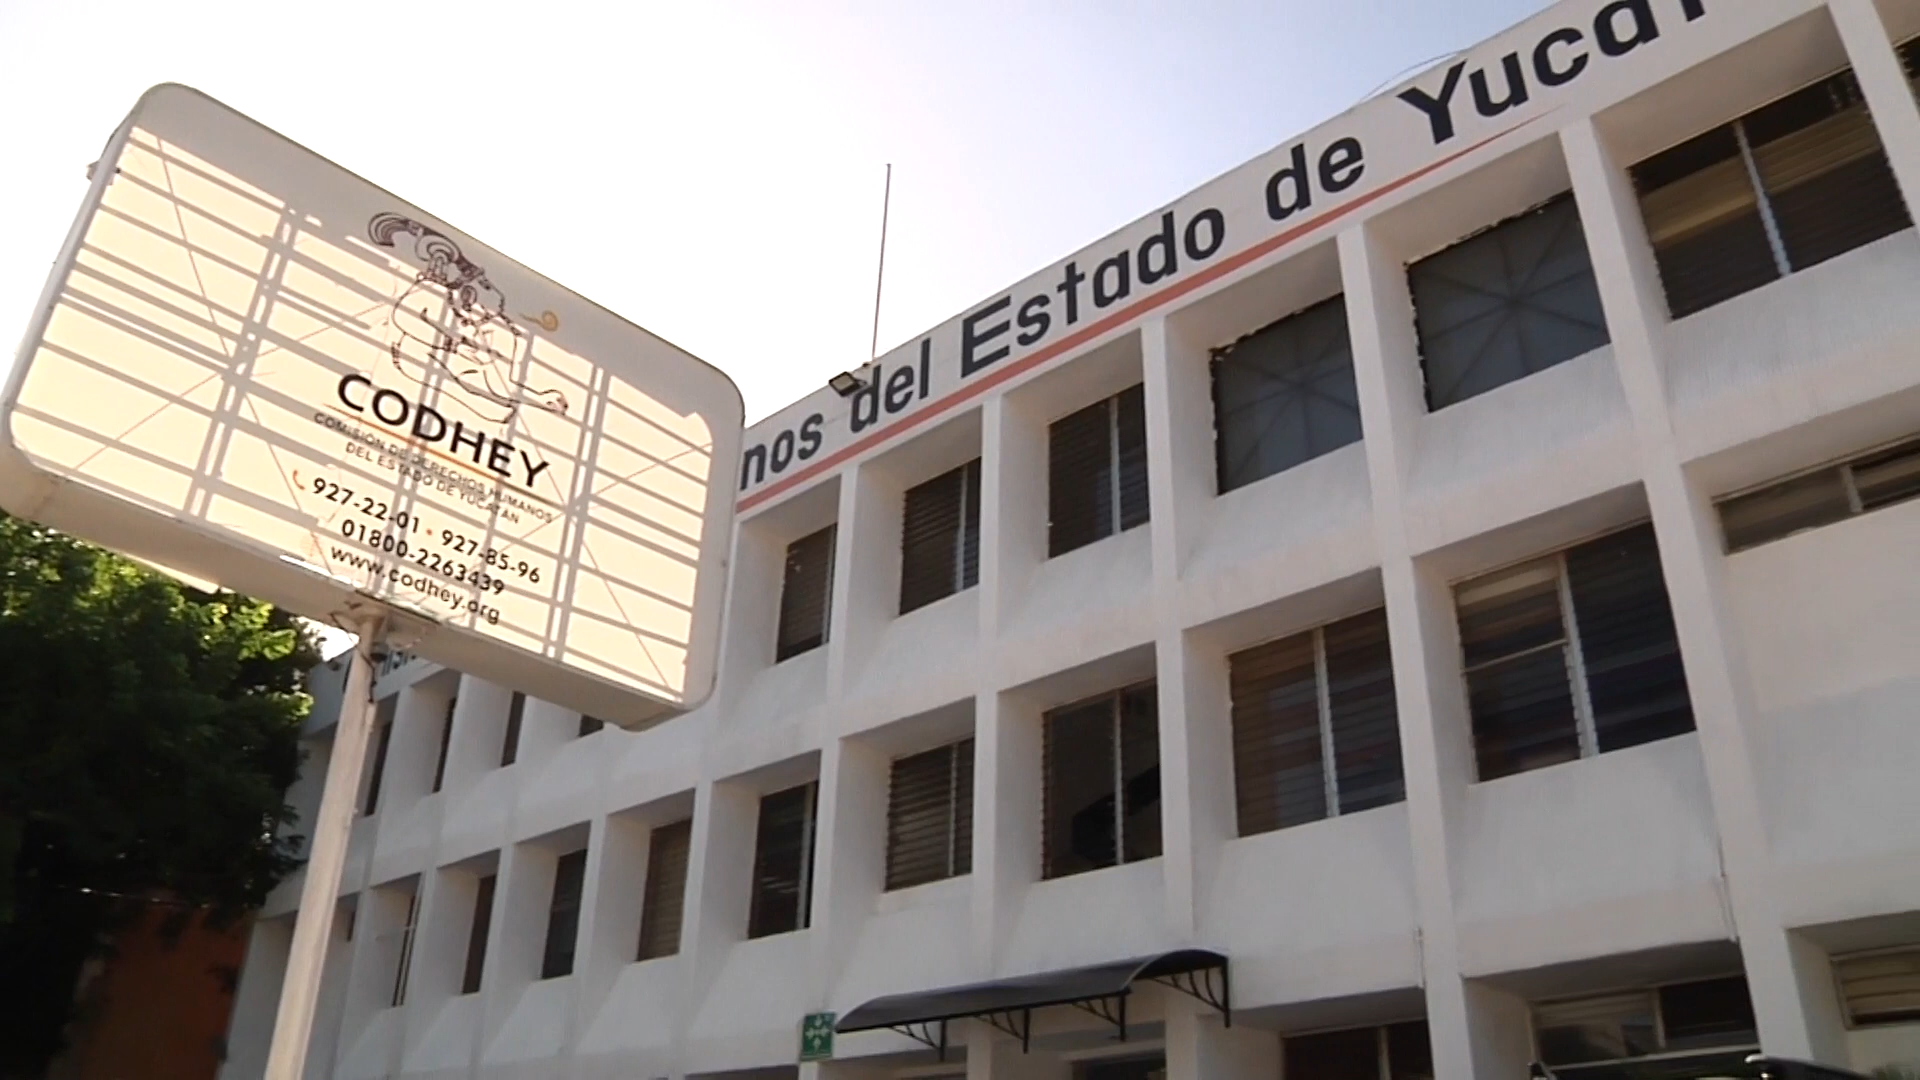 CODHEY
COMISIÓN DE DERECHOS HUMANOS
DEL ESTADO DE YUCATÁN
927-22-01 • 927-85-96
01800-2263439
www.codhey.org
nos del Estado de Yucat